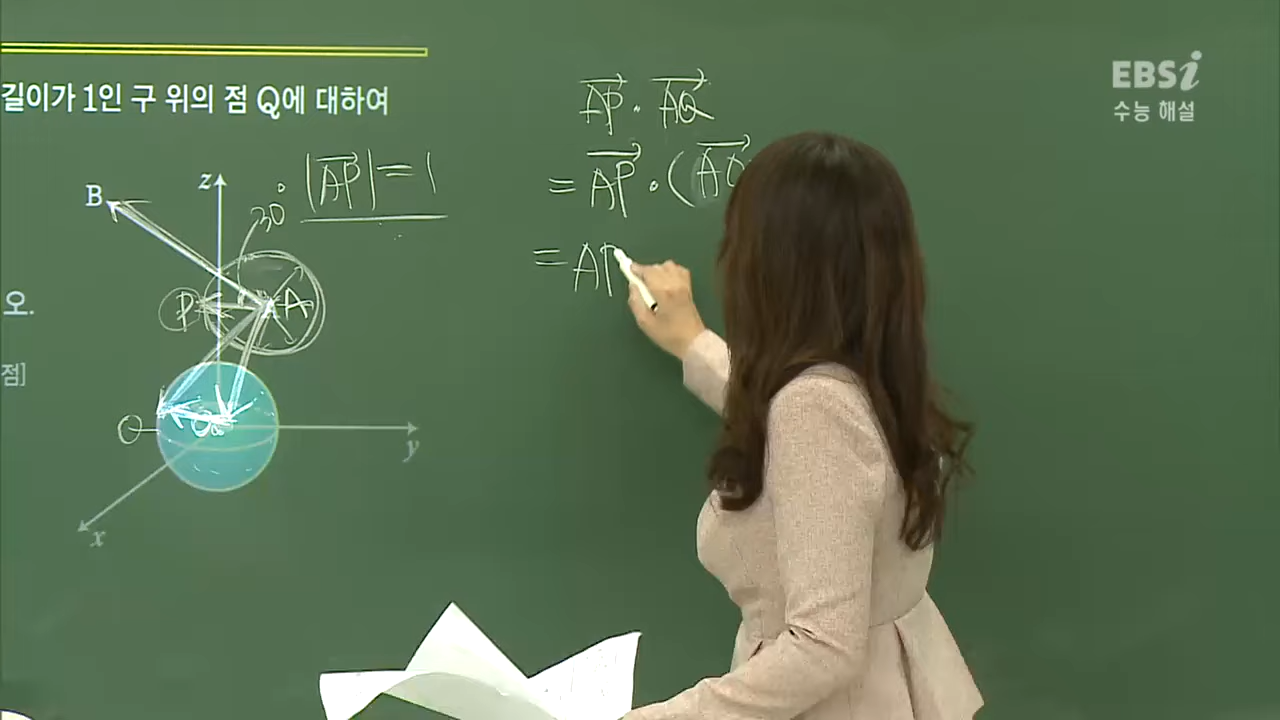 길이가 1인 구 위의 점 Q에 대하여
EBSi
수능 해설
AP · AQ
|AP| = 1
= AP · (AO
= AP
30°
z
B
P
A
오.
점]
O
y
x